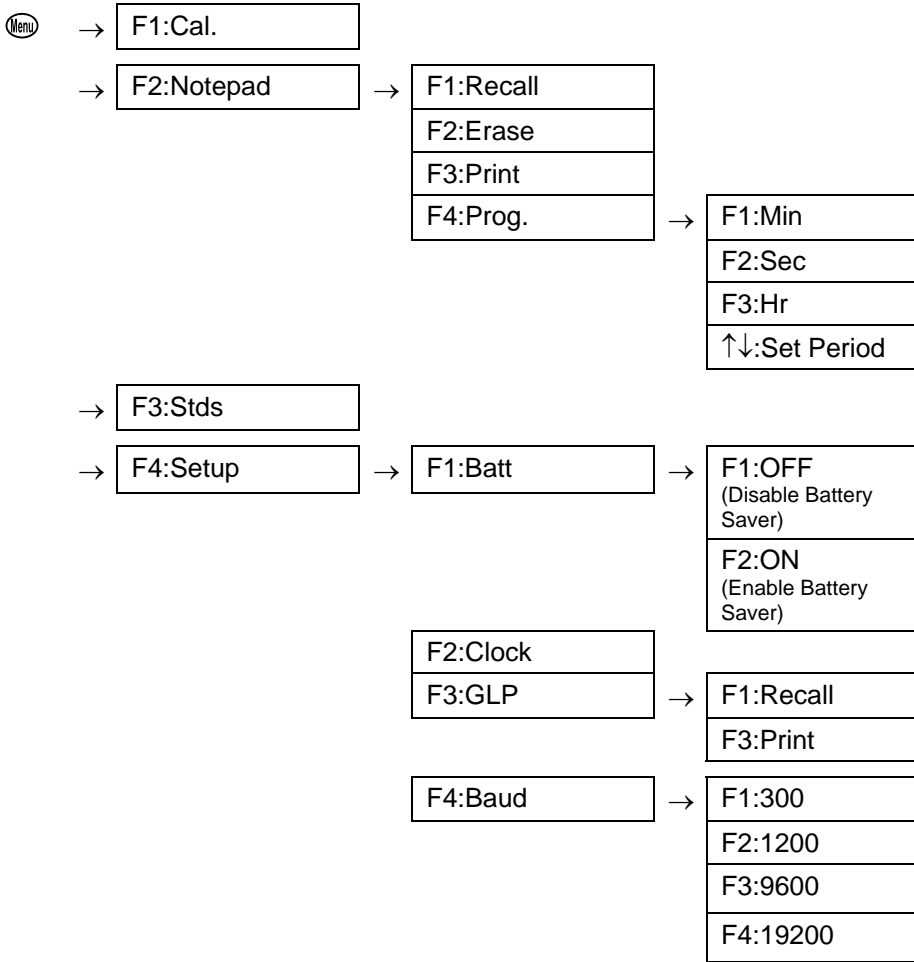 Menu → F1:Cal.
→ F2:Notepad → F1:Recall
F2:Erase
F3:Print
F4:Prog. → F1:Min
F2:Sec
F3:Hr
↑↓:Set Period
→ F3:Stds
→ F4:Setup → F1:Batt → F1:OFF
(Disable Battery
Saver)
F2:ON
(Enable Battery
Saver)
F2:Clock
F3:GLP → F1:Recall
F3:Print
F4:Baud → F1:300
F2:1200
F3:9600
F4:19200